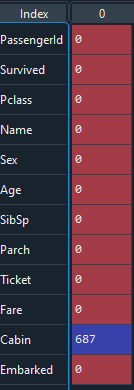 Index 0
PassengerId 0
Survived 0
Pclass 0
Name 0
Sex 0
Age 0
SibSp 0
Parch 0
Ticket 0
Fare 0
Cabin 687
Embarked 0